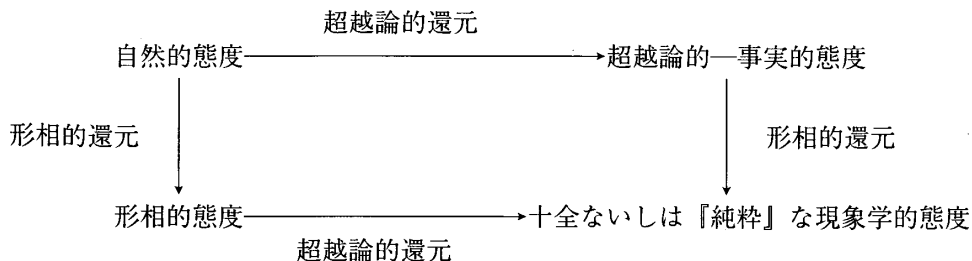 超越論的還元
自然的態度
超越論的―事実的態度
形相的還元
形相的還元
形相的態度
十全ないしは『純粋』な現象学的態度
超越論的還元